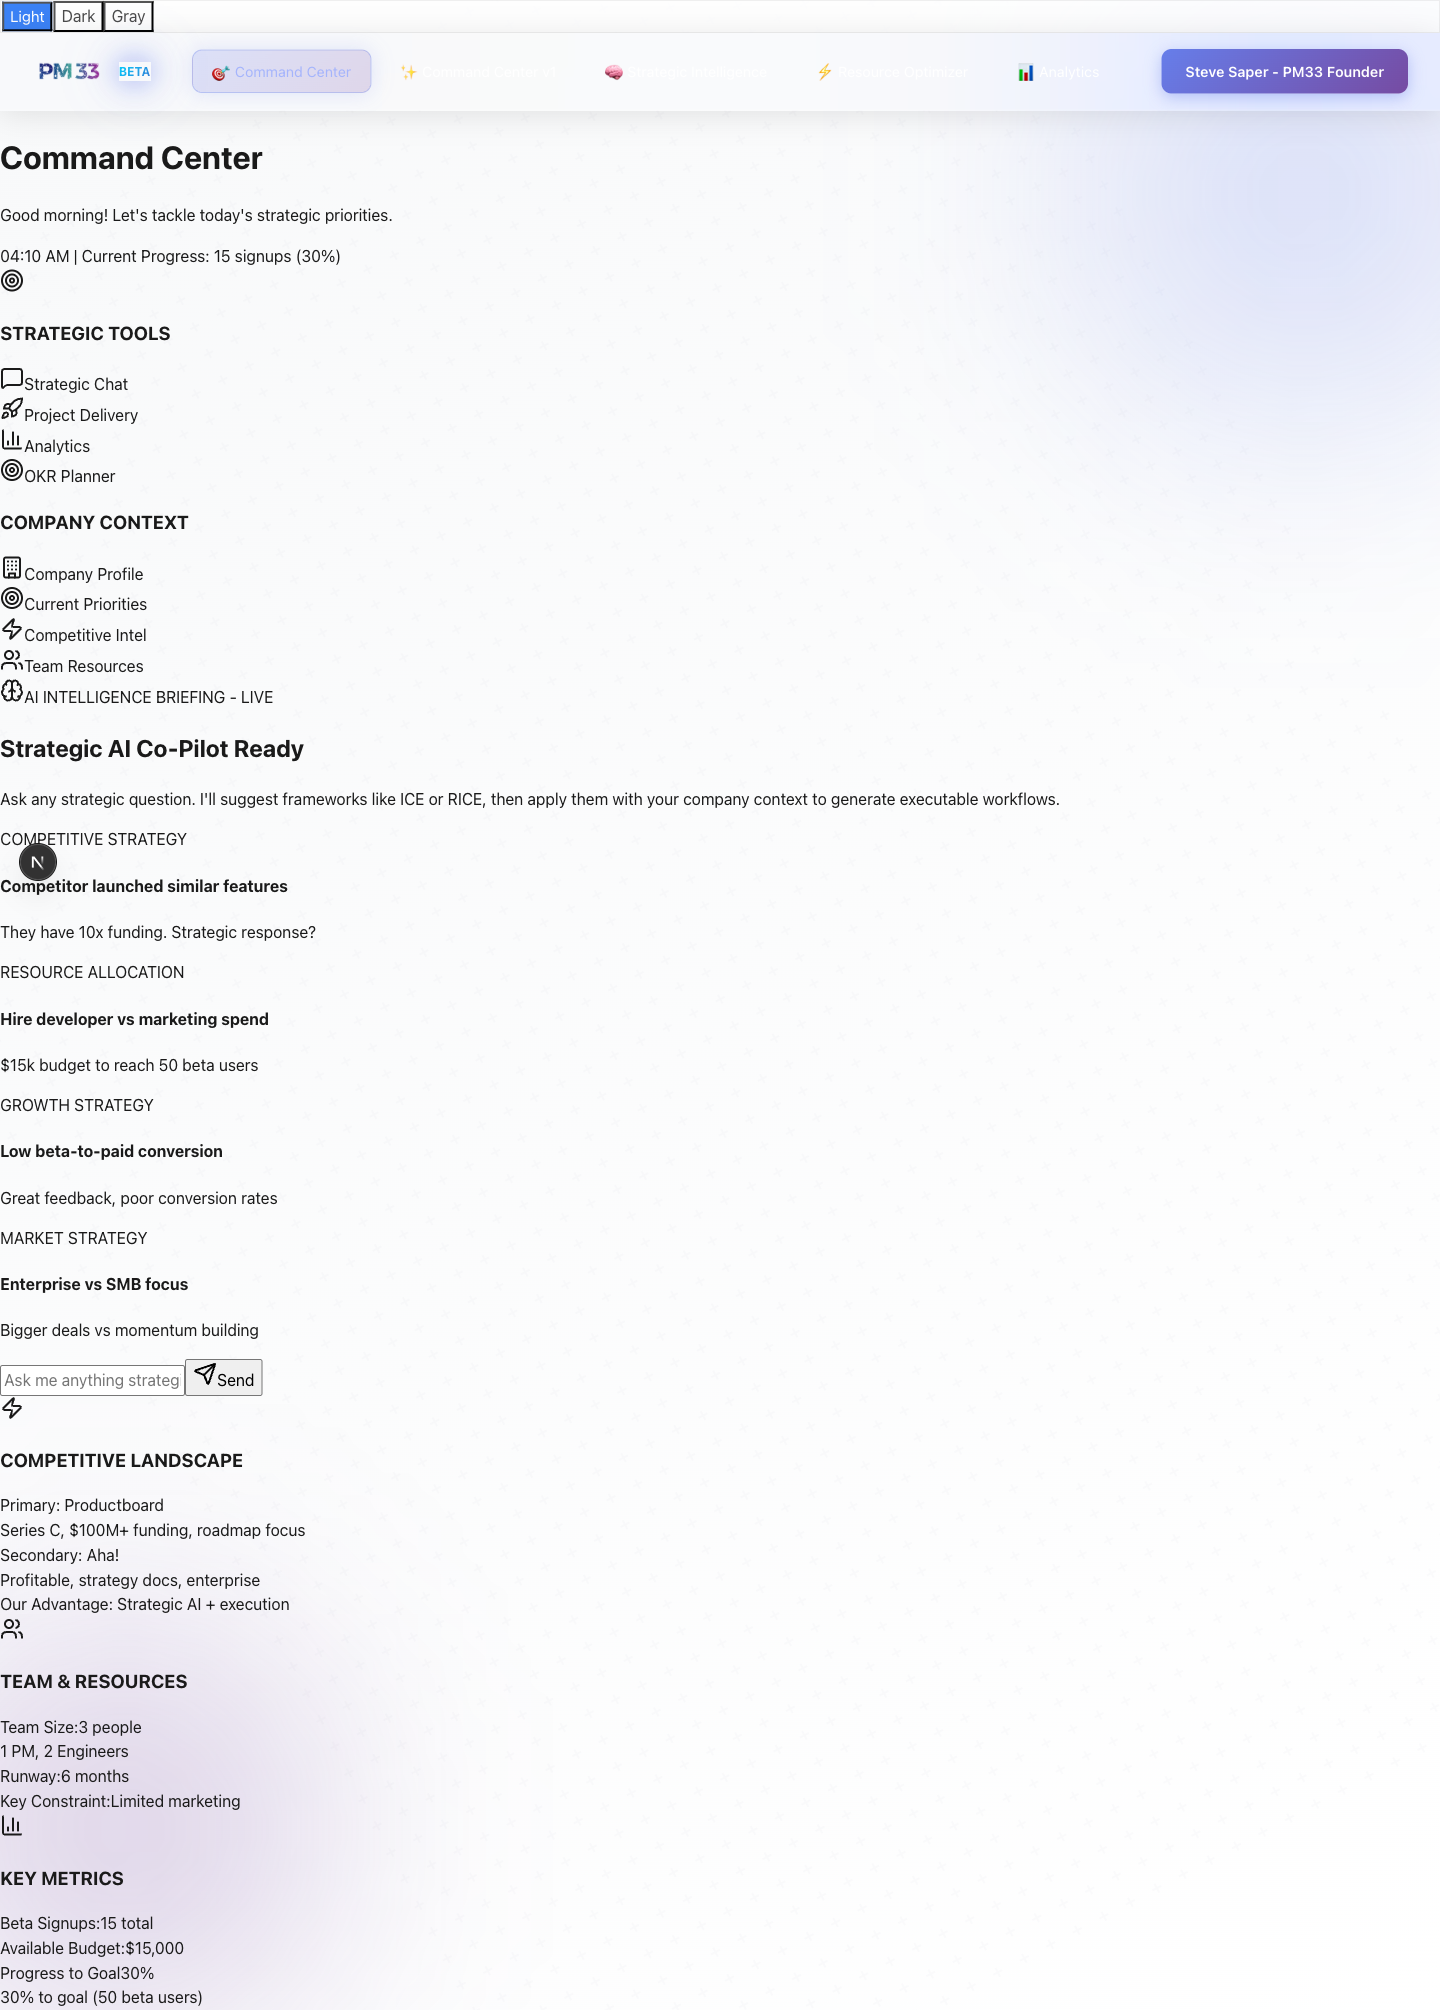 Light Dark Gray
PM33 BETA 🎯 Command Center ✨ Command Center 🧠 Strategic Intelligence ⚡ Resource Optimizer 📊 Analytics Steve Saper - PM33 Founder
Command Center
Good morning! Let's tackle today's strategic priorities.
04:10 AM | Current Progress: 15 signups (30%)
STRATEGIC TOOLS
Strategic Chat
Project Delivery
Analytics
OKR Planner
COMPANY CONTEXT
Company Profile
Current Priorities
Competitive Intel
Team Resources
AI INTELLIGENCE BRIEFING - LIVE
Strategic AI Co-Pilot Ready
Ask any strategic question. I'll suggest frameworks like ICE or RICE, then apply them with your company context to generate executable workflows.
COMPETITIVE STRATEGY
N
Competitor launched similar features
They have 10x funding. Strategic response?
RESOURCE ALLOCATION
Hire developer vs marketing spend
$15k budget to reach 50 beta users
GROWTH STRATEGY
Low beta-to-paid conversion
Great feedback, poor conversion rates
MARKET STRATEGY
Enterprise vs SMB focus
Bigger deals vs momentum building
Ask me anything strateg Send
COMPETITIVE LANDSCAPE
Primary: Productboard
Series C, $100M+ funding, roadmap focus
Secondary: Aha!
Profitable, strategy docs, enterprise
Our Advantage: Strategic AI + execution
TEAM & RESOURCES
Team Size:3 people
1 PM, 2 Engineers
Runway:6 months
Key Constraint:Limited marketing
KEY METRICS
Beta Signups:15 total
Available Budget:$15,000
Progress to Goal30%
30% to goal (50 beta users)